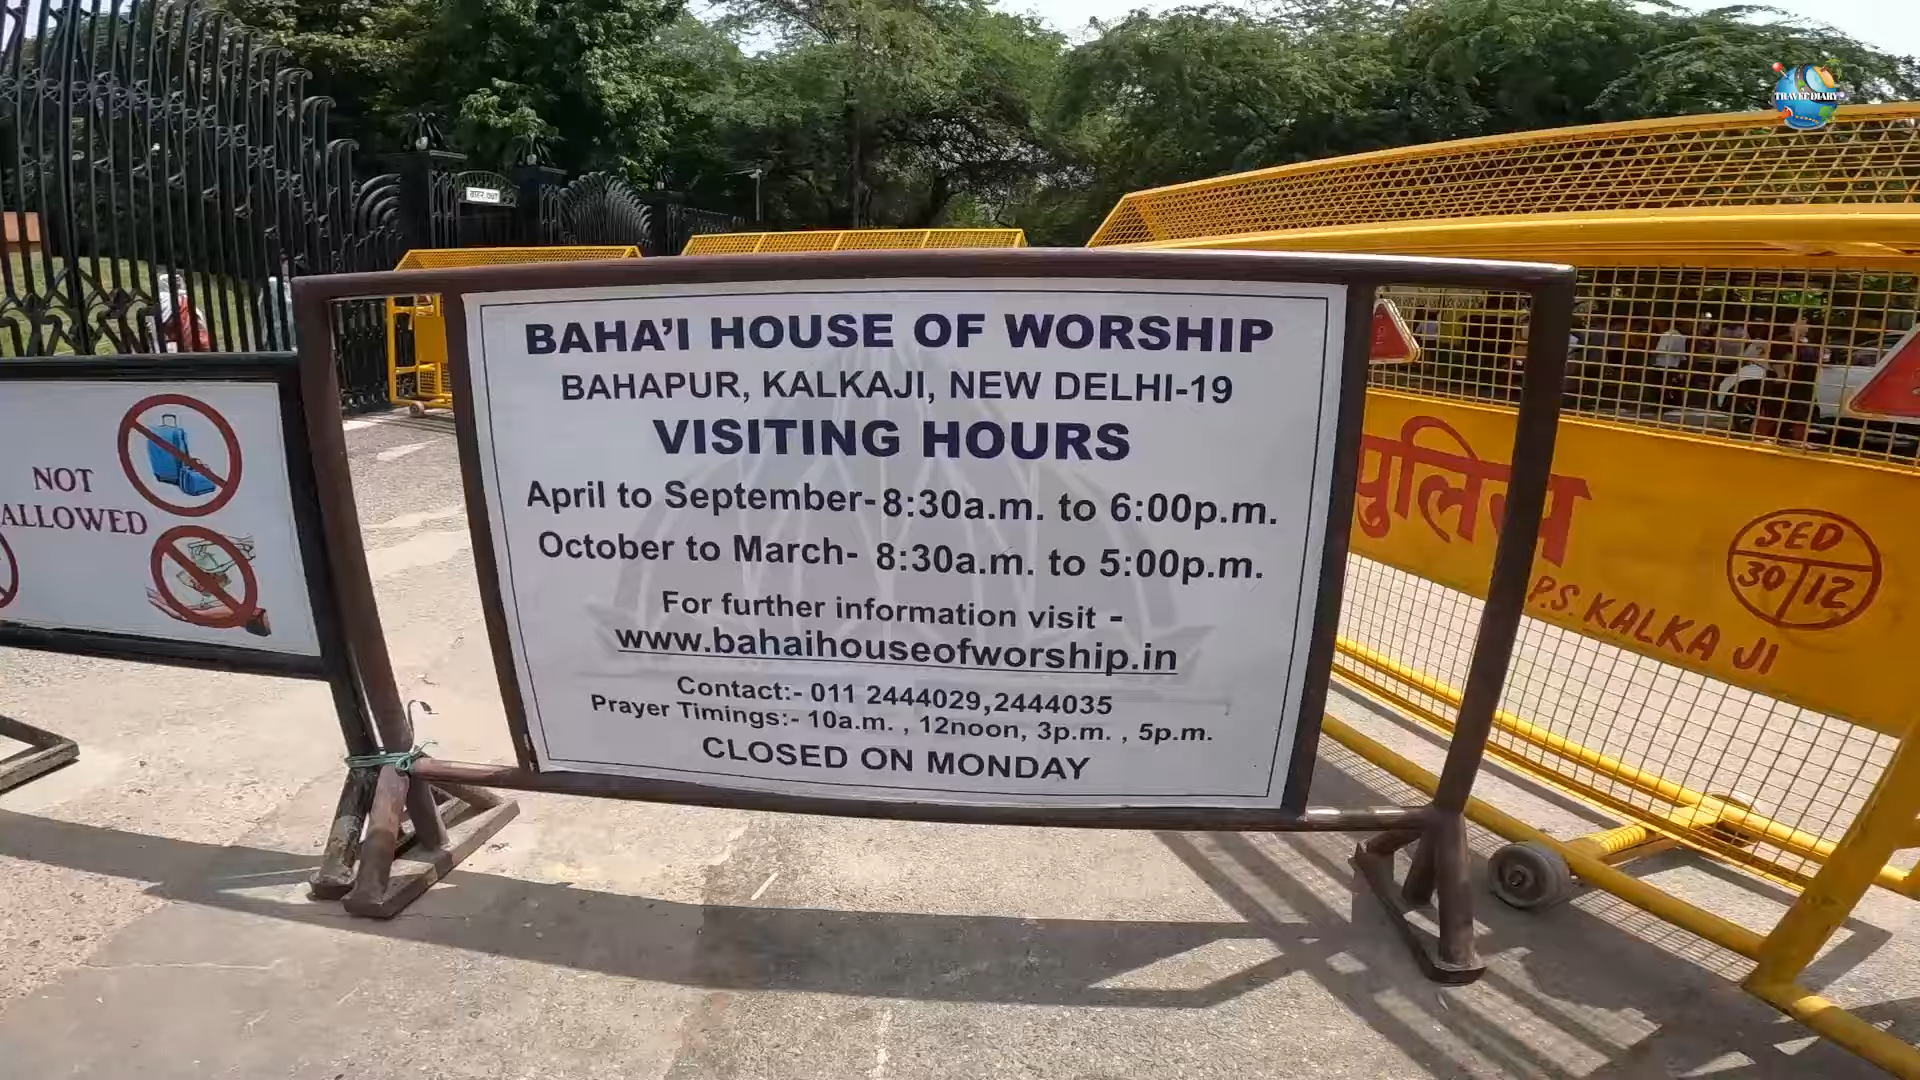 TRAVEL DIARY
NOT
ALLOWED
BAHA'I HOUSE OF WORSHIP
BAHAPUR, KALKAJI, NEW DELHI-19
VISITING HOURS
April to September-8:30a.m. to 6:00p.m.
October to March- 8:30a.m. to 5:00p.m.
For further information visit -
www.bahaihouseofworship.in
Contact:- 011 2444029,2444035
Prayer Timings:- 10a.m. , 12noon, 3p.m. , 5p.m.
CLOSED ON MONDAY
पुलिस
P.S. KALKA JI
SED
30/12